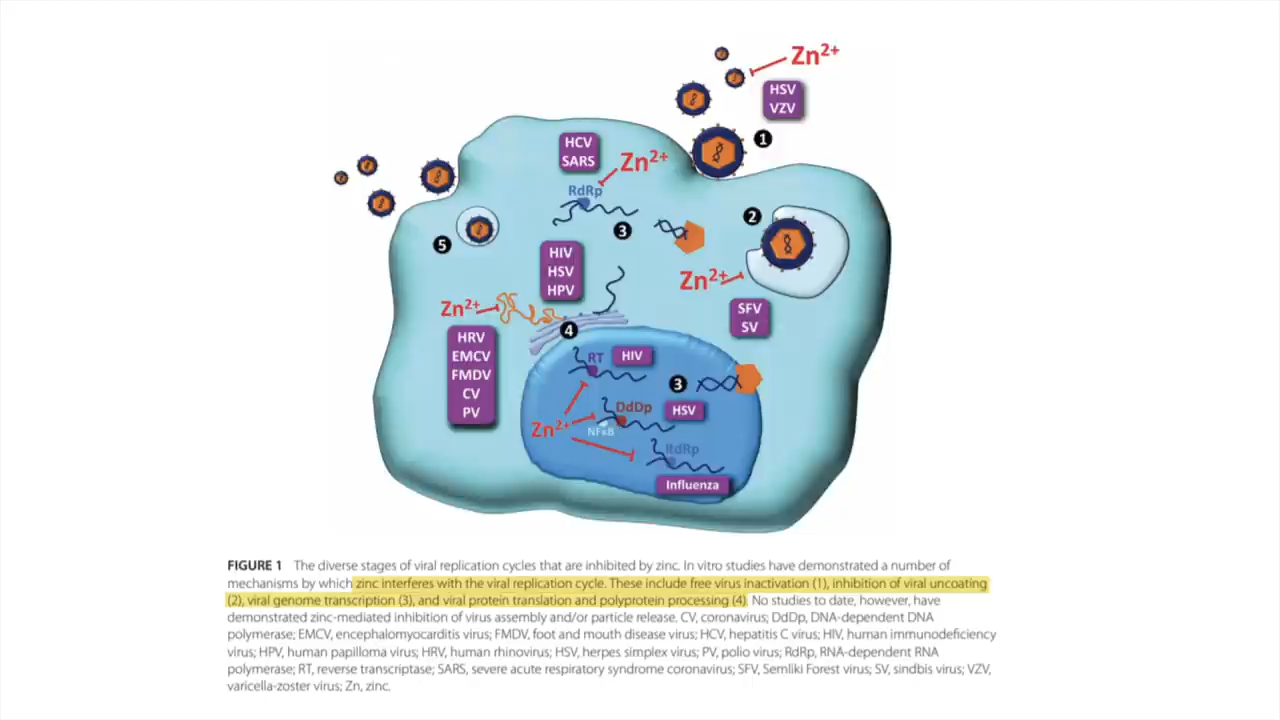 Zn2+
HSV
VZV
1
HCV
SARS
Zn2+
RdRp
3
2
5
HIV
HSV
HPV
Zn2+
Zn2+
SFV
SV
4
HRV
EMCV
FMDV
CV
PV
RT
HIV
3
DdDp
HSV
Zn2+
NFκB
RdRp
Influenza
FIGURE 1 The diverse stages of viral replication cycles that are inhibited by zinc. In vitro studies have demonstrated a number of
mechanisms by which zinc interferes with the viral replication cycle. These include free virus inactivation (1), inhibition of viral uncoating
(2), viral genome transcription (3), and viral protein translation and polyprotein processing (4). No studies to date, however, have
demonstrated zinc-mediated inhibition of virus assembly and/or particle release. CV, coronavirus; DdDp, DNA-dependent DNA
polymerase; EMCV, encephalomyocarditis virus; FMDV, foot and mouth disease virus; HCV, hepatitis C virus; HIV, human immunodeficiency
virus; HPV, human papilloma virus; HRV, human rhinovirus; HSV, herpes simplex virus; PV, polio virus; RdRp, RNA-dependent RNA
polymerase; RT, reverse transcriptase; SARS, severe acute respiratory syndrome coronavirus; SFV, Semliki Forest virus; SV, sindbis virus; VZV,
varicella-zoster virus; Zn, zinc.